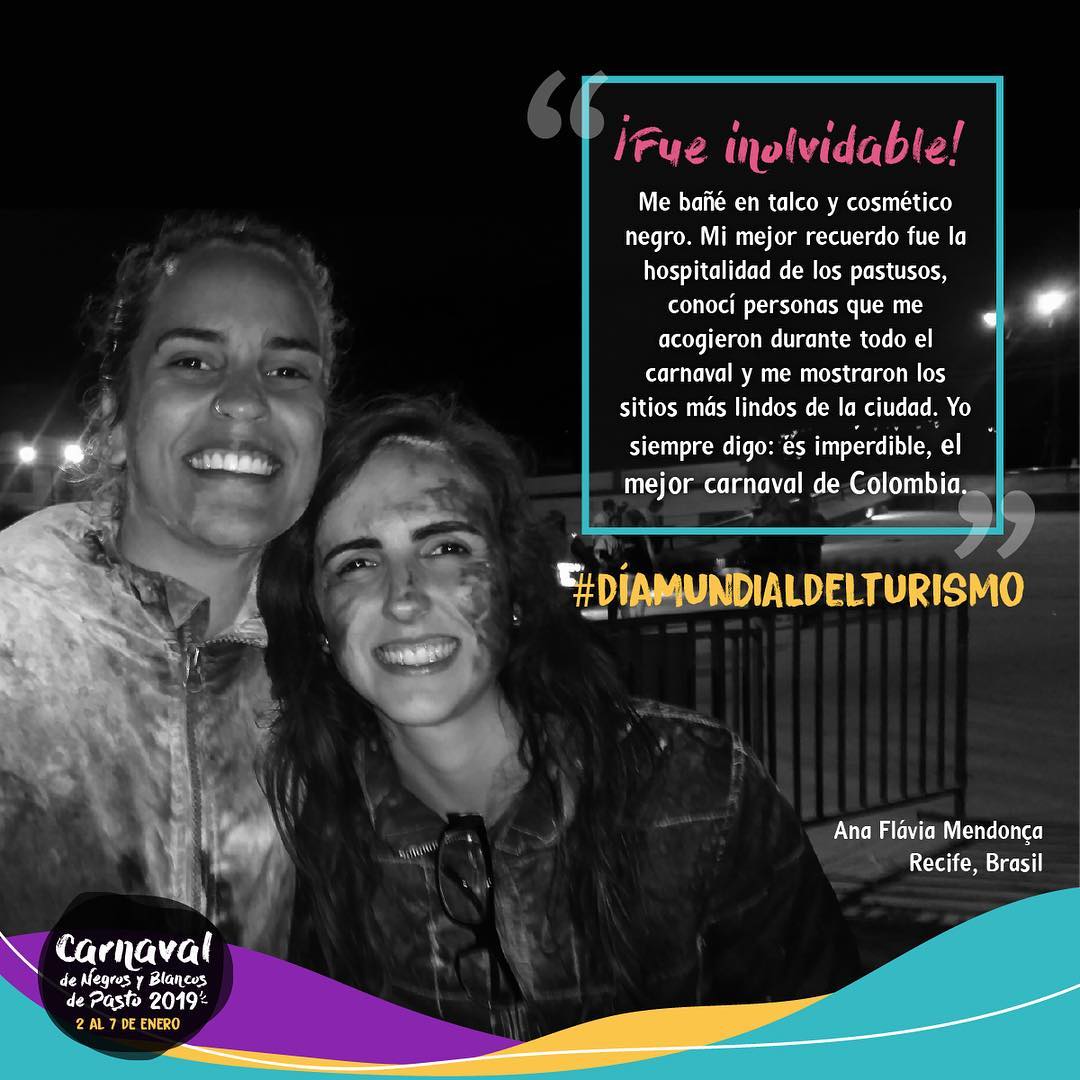 ¡Fue inolvidable!
Me bañé en talco y cosmético
negro. Mi mejor recuerdo fue la
hospitalidad de los pastusos,
conocí personas que me
acogieron durante todo el
carnaval y me mostraron los
sitios más lindos de la ciudad. Yo
siempre digo: es imperdible, el
mejor carnaval de Colombia.
#DÍAMUNDIALDELTURISMO
Ana Flávia Mendonça
Recife, Brasil
Carnaval
de Negros y Blancos
de Pasto 2019
2 AL 7 DE ENERO